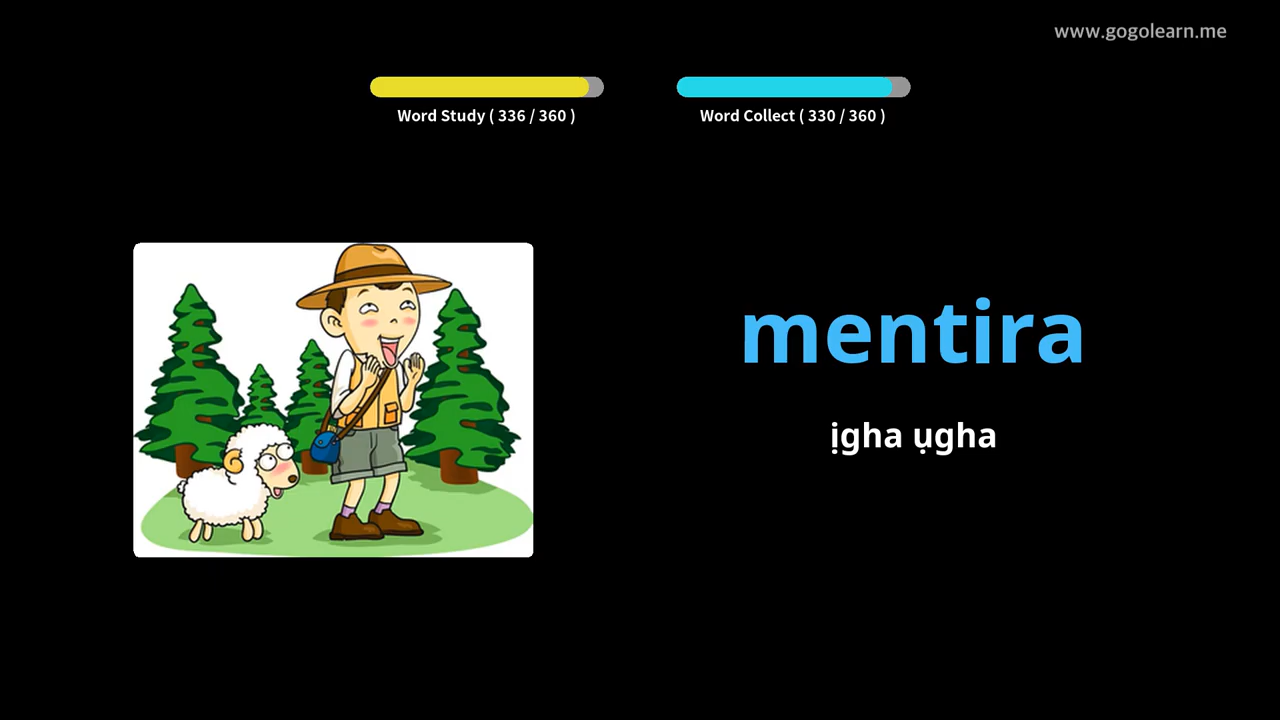 www.gogolearn.me
Word Study ( 336 / 360 )
Word Collect ( 330 / 360 )
mentira
ịgha ụgha